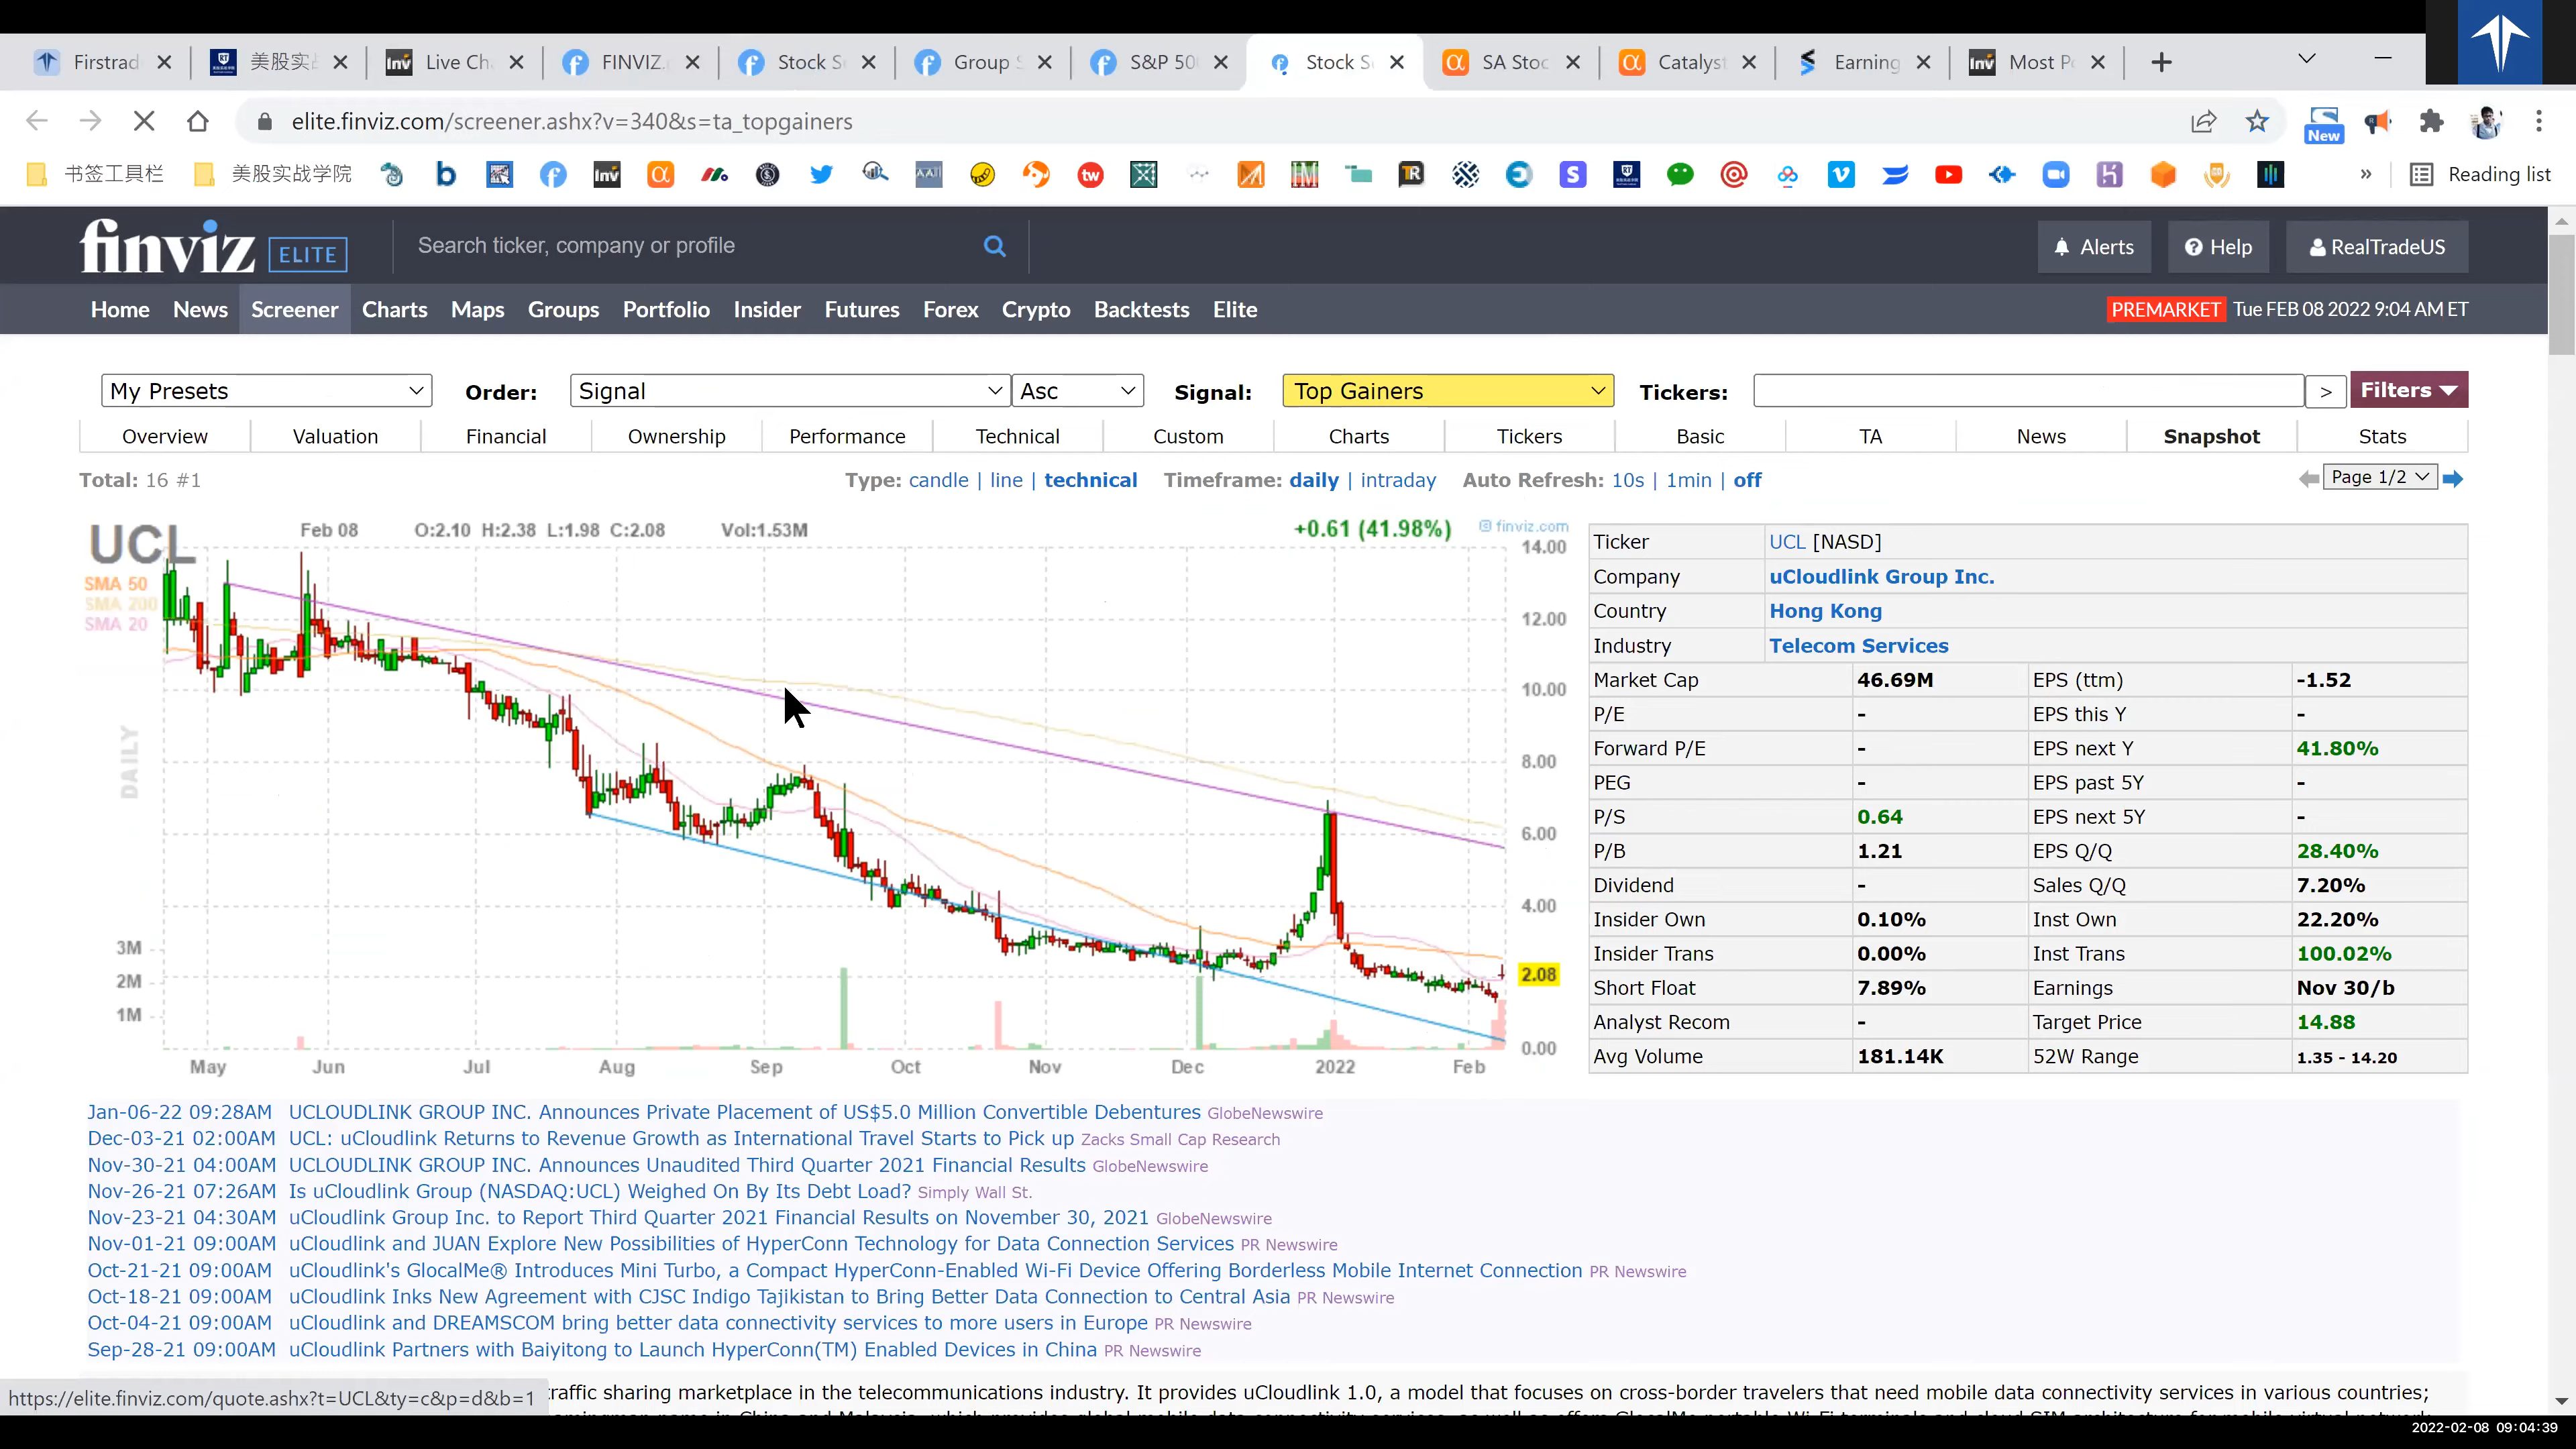 Firstrad
美股实
Live Ch
FINVIZ.
Stock S
Group S
S&P 50
Stock S
SA Stoc
Catalyst
Earning
Most P
elite.finviz.com/screener.ashx?v=340&s=ta_topgainers
New
书签工具栏
美股实战学院
Reading list
finviz ELITE
Search ticker, company or profile
Alerts
Help
RealTradeUS
Home News Screener Charts Maps Groups Portfolio Insider Futures Forex Crypto Backtests Elite
PREMARKET Tue FEB 08 2022 9:04 AM ET
My Presets Order: Signal Asc Signal: Top Gainers Tickers: > Filters
Overview Valuation Financial Ownership Performance Technical Custom Charts Tickers Basic TA News Snapshot Stats
Total: 16 #1
Type: candle | line | technical Timeframe: daily | intraday Auto Refresh: 10s | 1min | off
Page 1/2
UCL
Feb 08 O:2.10 H:2.38 L:1.98 C:2.08 Vol:1.53M
+0.61 (41.98%)
© finviz.com
SMA 50
SMA 200
SMA 20
DAILY
14.00
12.00
10.00
8.00
6.00
4.00
2.08
0.00
3M
2M
1M
May Jun Jul Aug Sep Oct Nov Dec 2022 Feb
Ticker UCL [NASD]
Company uCloudlink Group Inc.
Country Hong Kong
Industry Telecom Services
Market Cap 46.69M EPS (ttm) -1.52
P/E - EPS this Y -
Forward P/E - EPS next Y 41.80%
PEG - EPS past 5Y -
P/S 0.64 EPS next 5Y -
P/B 1.21 EPS Q/Q 28.40%
Dividend - Sales Q/Q 7.20%
Insider Own 0.10% Inst Own 22.20%
Insider Trans 0.00% Inst Trans 100.02%
Short Float 7.89% Earnings Nov 30/b
Analyst Recom - Target Price 14.88
Avg Volume 181.14K 52W Range 1.35 - 14.20
Jan-06-22 09:28AM UCLOUDLINK GROUP INC. Announces Private Placement of US$5.0 Million Convertible Debentures GlobeNewswire
Dec-03-21 02:00AM UCL: uCloudlink Returns to Revenue Growth as International Travel Starts to Pick up Zacks Small Cap Research
Nov-30-21 04:00AM UCLOUDLINK GROUP INC. Announces Unaudited Third Quarter 2021 Financial Results GlobeNewswire
Nov-26-21 07:26AM Is uCloudlink Group (NASDAQ:UCL) Weighed On By Its Debt Load? Simply Wall St.
Nov-23-21 04:30AM uCloudlink Group Inc. to Report Third Quarter 2021 Financial Results on November 30, 2021 GlobeNewswire
Nov-01-21 09:00AM uCloudlink and JUAN Explore New Possibilities of HyperConn Technology for Data Connection Services PR Newswire
Oct-21-21 09:00AM uCloudlink's GlocalMe® Introduces Mini Turbo, a Compact HyperConn-Enabled Wi-Fi Device Offering Borderless Mobile Internet Connection PR Newswire
Oct-18-21 09:00AM uCloudlink Inks New Agreement with CJSC Indigo Tajikistan to Bring Better Data Connection to Central Asia PR Newswire
Oct-04-21 09:00AM uCloudlink and DREAMSCOM bring better data connectivity services to more users in Europe PR Newswire
Sep-28-21 09:00AM uCloudlink Partners with Baiyitong to Launch HyperConn(TM) Enabled Devices in China PR Newswire
https://elite.finviz.com/quote.ashx?t=UCL&ty=c&p=d&b=1
raffic sharing marketplace in the telecommunications industry. It provides uCloudlink 1.0, a model that focuses on cross-border travelers that need mobile data connectivity services in various countries;
2022-02-08 09:04:39